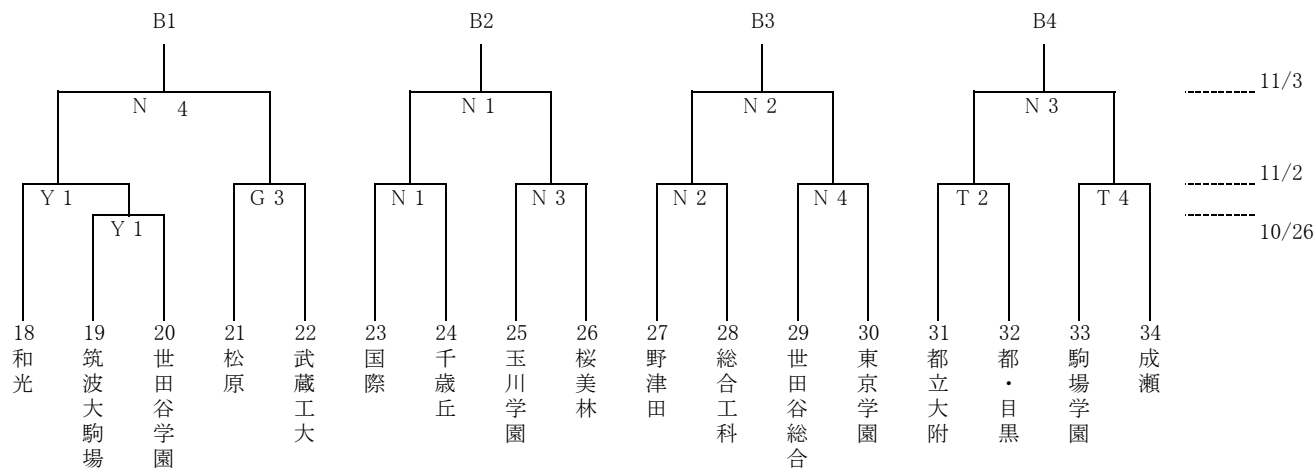 B1 B2 B3 B4
11/3
N 4 N 1 N 2 N 3
11/2
Y 1 G 3 N 1 N 3 N 2 N 4 T 2 T 4
Y 1
10/26
18 19 20 21 22 23 24 25 26 27 28 29 30 31 32 33 34
和光
筑波大駒場
世田谷学園
松原
武蔵工大
国際
千歳丘
玉川学園
桜美林
野津田
総合工科
世田谷総合
東京学園
都立大附
都・目黒
駒場学園
成瀬